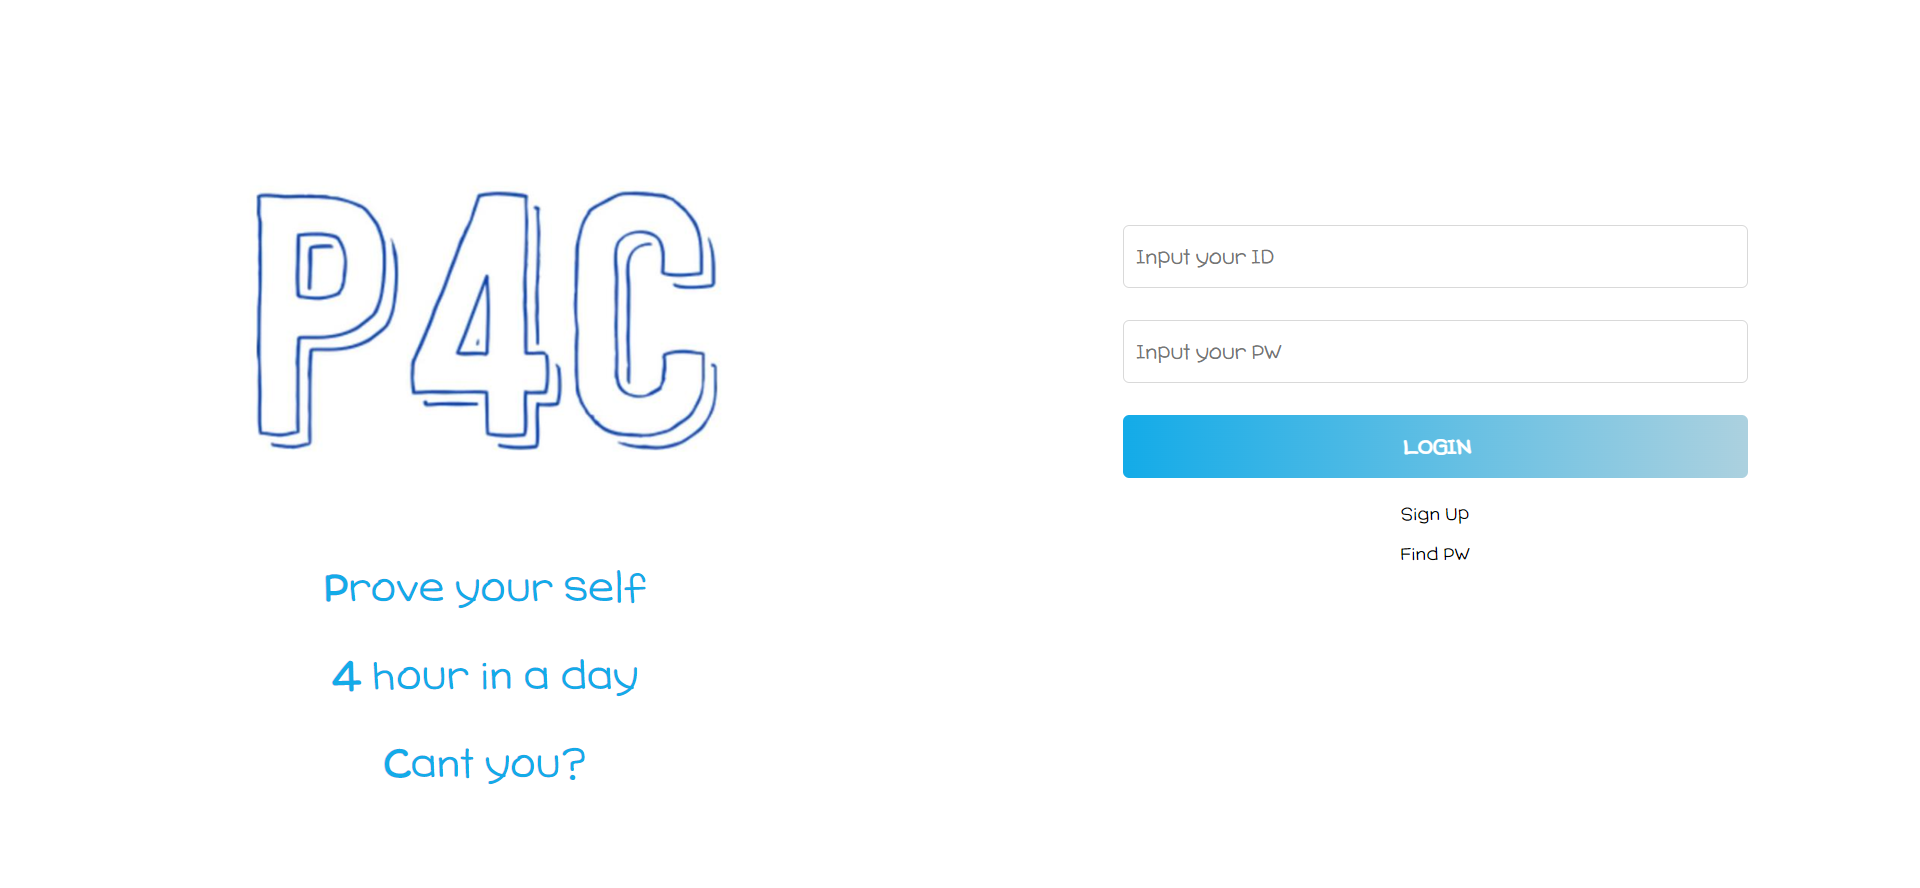 P4C
Prove your self
4 hour in a day
Cant you?
Input your ID
Input your PW
LOGIN
Sign Up
Find PW